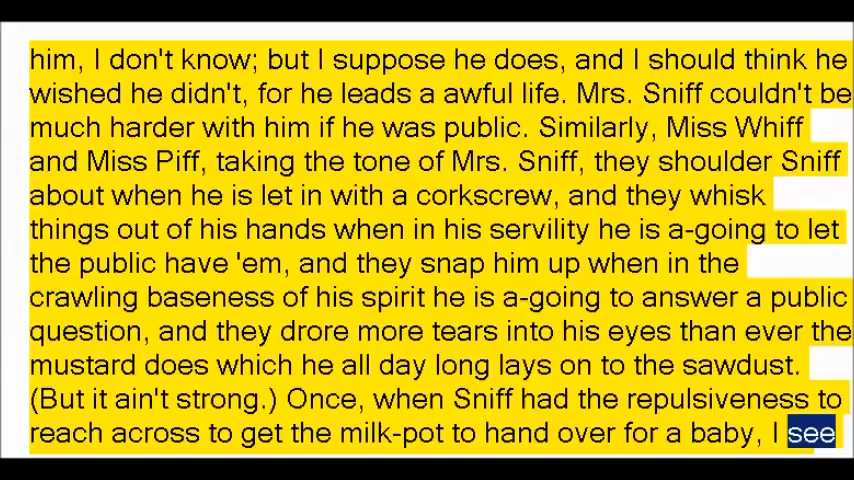 him, I don't know; but I suppose he does, and I should think he
wished he didn't, for he leads a awful life. Mrs. Sniff couldn't be
much harder with him if he was public. Similarly, Miss Whiff
and Miss Piff, taking the tone of Mrs. Sniff, they shoulder Sniff
about when he is let in with a corkscrew, and they whisk
things out of his hands when in his servility he is a-going to let
the public have 'em, and they snap him up when in the
crawling baseness of his spirit he is a-going to answer a public
question, and they drore more tears into his eyes than ever the
mustard does which he all day long lays on to the sawdust.
(But it ain't strong.) Once, when Sniff had the repulsiveness to
reach across to get the milk-pot to hand over for a baby, I see